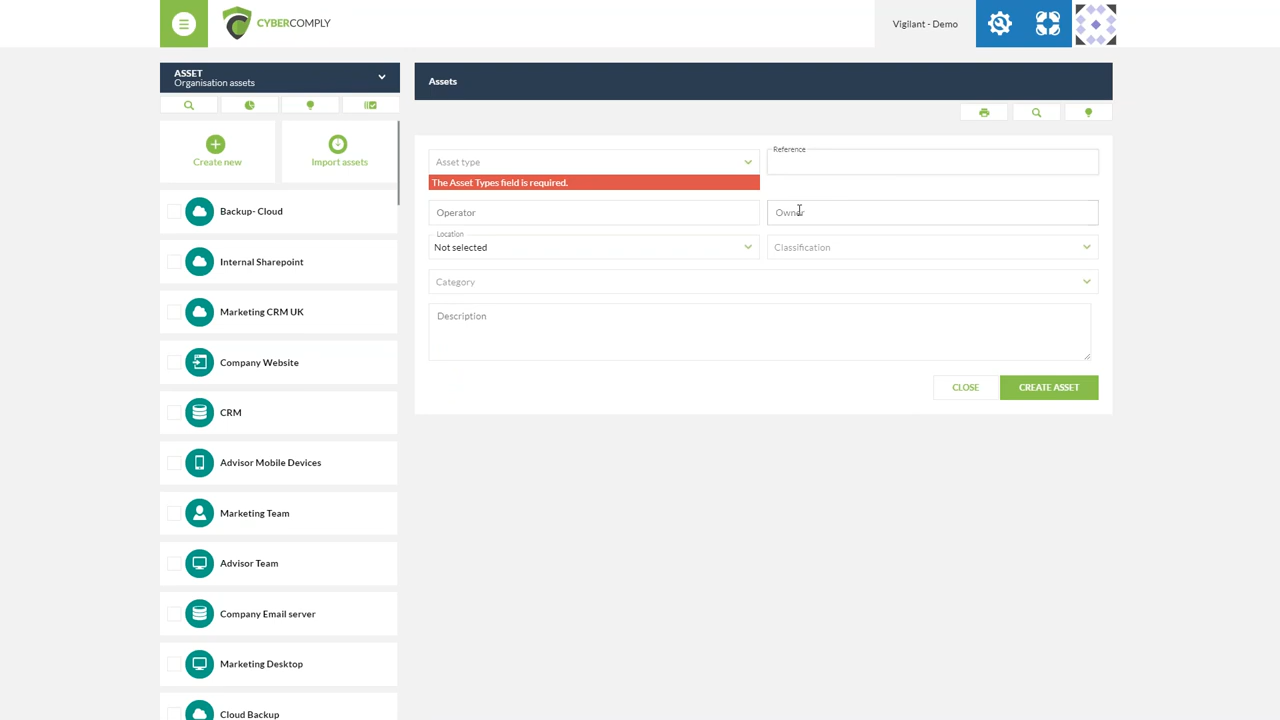 CYBERCOMPLY
Vigilant - Demo
ASSET
Organisation assets
Create new
Import assets
Backup- Cloud
Internal Sharepoint
Marketing CRM UK
Company Website
CRM
Advisor Mobile Devices
Marketing Team
Advisor Team
Company Email server
Marketing Desktop
Cloud Backup
Assets
Asset type
Reference
The Asset Types field is required.
Operator
Owner
Location
Not selected
Classification
Category
Description
CLOSE
CREATE ASSET